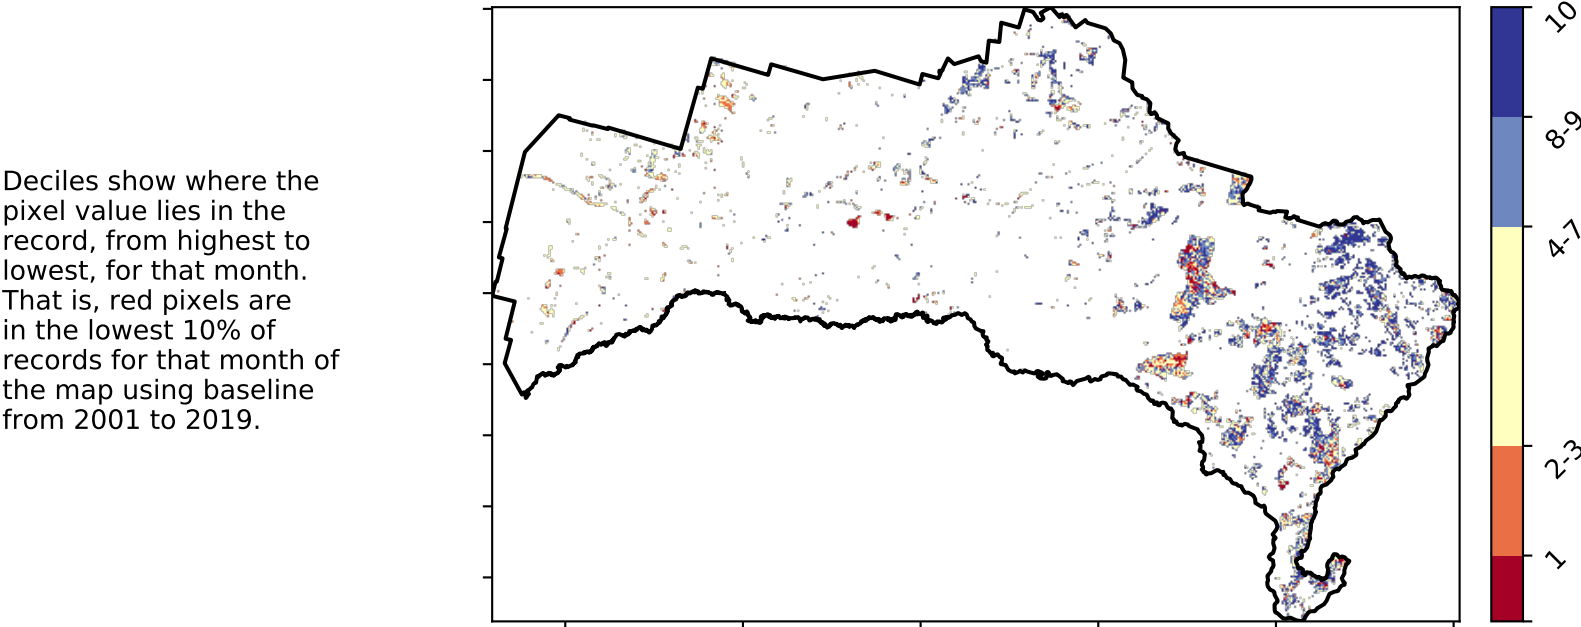 Deciles show where the
pixel value lies in the
record, from highest to
lowest, for that month.
That is, red pixels are
in the lowest 10% of
records for that month of
the map using baseline
from 2001 to 2019.
10
8-9
4-7
2-3
1